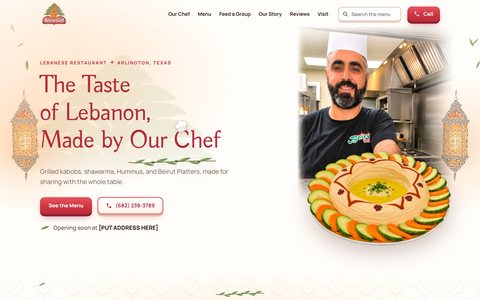 Beirut Grill
Our Chef
Menu
Feed a Group
Our Story
Reviews
Visit
Search the menu
Call
LEBANESE RESTAURANT
ARLINGTON, TEXAS
The Taste
of Lebanon,
Made by Our Chef
Grilled kabobs, shawarma, Hummus, and Beirut Platters, made for
sharing with the whole table.
See the Menu
(682) 238-3789
Opening soon at [PUT ADDRESS HERE]